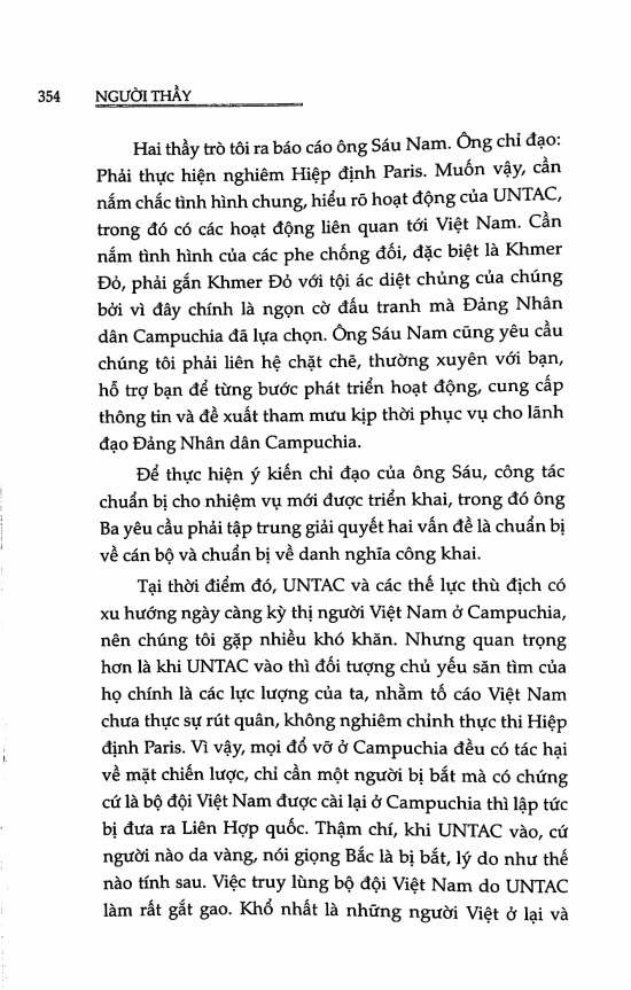 354 NGƯỜI THẦY
Hai thầy trò tôi ra báo cáo ông Sáu Nam. Ông chỉ đạo:
Phải thực hiện nghiêm Hiệp định Paris. Muốn vậy, cần
nắm chắc tình hình chung, hiểu rõ hoạt động của UNTAC,
trong đó có các hoạt động liên quan tới Việt Nam. Cần
nắm tình hình của các phe chống đối, đặc biệt là Khmer
Đỏ, phải gắn Khmer Đỏ với tội ác diệt chủng của chúng
bởi vì đây chính là ngọn cờ đấu tranh mà Đảng Nhân
dân Campuchia đã lựa chọn. Ông Sáu Nam cũng yêu cầu
chúng tôi phải liên hệ chặt chẽ, thường xuyên với bạn,
hỗ trợ bạn để từng bước phát triển hoạt động, cung cấp
thông tin và đề xuất tham mưu kịp thời phục vụ cho lãnh
đạo Đảng Nhân dân Campuchia.
Để thực hiện ý kiến chỉ đạo của ông Sáu, công tác
chuẩn bị cho nhiệm vụ mới được triển khai, trong đó ông
Ba yêu cầu phải tập trung giải quyết hai vấn đề là chuẩn bị
về cán bộ và chuẩn bị về danh nghĩa công khai.
Tại thời điểm đó, UNTAC và các thế lực thù địch có
xu hướng ngày càng kỳ thị người Việt Nam ở Campuchia,
nên chúng tôi gặp nhiều khó khăn. Nhưng quan trọng
hơn là khi UNTAC vào thì đối tượng chủ yếu săn tìm của
họ chính là các lực lượng của ta, nhằm tố cáo Việt Nam
chưa thực sự rút quân, không nghiêm chỉnh thực thi Hiệp
định Paris. Vì vậy, mọi đổ vỡ ở Campuchia đều có tác hại
về mặt chiến lược, chỉ cần một người bị bắt mà có chứng
cứ là bộ đội Việt Nam được cài lại ở Campuchia thì lập tức
bị đưa ra Liên Hợp quốc. Thậm chí, khi UNTAC vào, cứ
người nào da vàng, nói giọng Bắc là bị bắt, lý do như thế
nào tính sau. Việc truy lùng bộ đội Việt Nam do UNTAC
làm rất gắt gao. Khổ nhất là những người Việt ở lại và